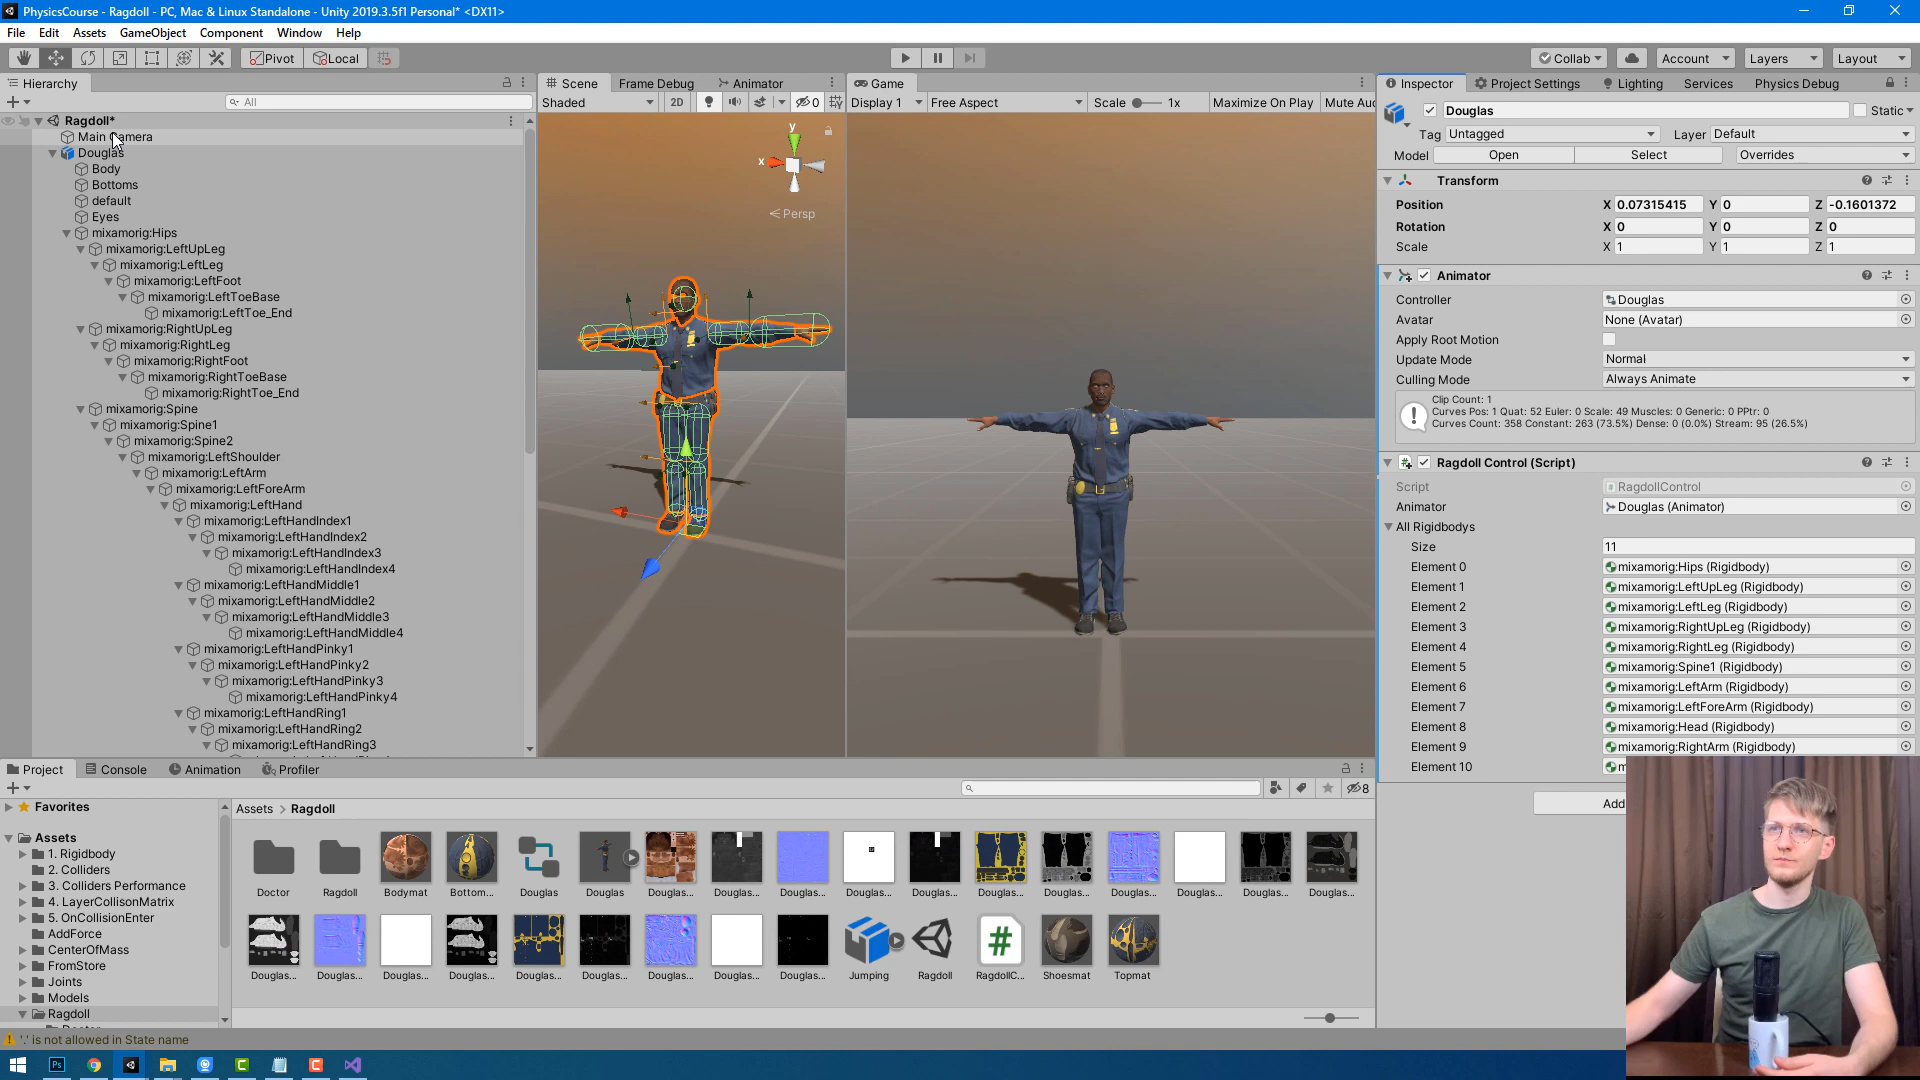 PhysicsCourse - Ragdoll - PC, Mac & Linux Standalone - Unity 2019.3.5f1 Personal* <DX11>
File Edit Assets GameObject Component Window Help
Pivot Local Collab Account Layers Layout
Hierarchy
All
Ragdoll*
Main Camera
Douglas
Body
Bottoms
default
Eyes
mixamorig:Hips
mixamorig:LeftUpLeg
mixamorig:LeftLeg
mixamorig:LeftFoot
mixamorig:LeftToeBase
mixamorig:LeftToe_End
mixamorig:RightUpLeg
mixamorig:RightLeg
mixamorig:RightFoot
mixamorig:RightToeBase
mixamorig:RightToe_End
mixamorig:Spine
mixamorig:Spine1
mixamorig:Spine2
mixamorig:LeftShoulder
mixamorig:LeftArm
mixamorig:LeftForeArm
mixamorig:LeftHand
mixamorig:LeftHandIndex1
mixamorig:LeftHandIndex2
mixamorig:LeftHandIndex3
mixamorig:LeftHandIndex4
mixamorig:LeftHandMiddle1
mixamorig:LeftHandMiddle2
mixamorig:LeftHandMiddle3
mixamorig:LeftHandMiddle4
mixamorig:LeftHandPinky1
mixamorig:LeftHandPinky2
mixamorig:LeftHandPinky3
mixamorig:LeftHandPinky4
mixamorig:LeftHandRing1
mixamorig:LeftHandRing2
mixamorig:LeftHandRing3
Scene Frame Debug Animator
Shaded 2D 0
y
x
Persp
Game
Display 1 Free Aspect Scale 1x Maximize On Play Mute Au
Inspector Project Settings Lighting Services Physics Debug
Douglas Static
Tag Untagged Layer Default
Model Open Select Overrides
Transform
Position X 0.07315415 Y 0 Z -0.1601372
Rotation X 0 Y 0 Z 0
Scale X 1 Y 1 Z 1
Animator
Controller Douglas
Avatar None (Avatar)
Apply Root Motion
Update Mode Normal
Culling Mode Always Animate
Clip Count: 1
Curves Pos: 1 Quat: 52 Euler: 0 Scale: 49 Muscles: 0 Generic: 0 PPtr: 0
Curves Count: 358 Constant: 263 (73.5%) Dense: 0 (0.0%) Stream: 95 (26.5%)
Ragdoll Control (Script)
Script RagdollControl
Animator Douglas (Animator)
All Rigidbodys
Size 11
Element 0 mixamorig:Hips (Rigidbody)
Element 1 mixamorig:LeftUpLeg (Rigidbody)
Element 2 mixamorig:LeftLeg (Rigidbody)
Element 3 mixamorig:RightUpLeg (Rigidbody)
Element 4 mixamorig:RightLeg (Rigidbody)
Element 5 mixamorig:Spine1 (Rigidbody)
Element 6 mixamorig:LeftArm (Rigidbody)
Element 7 mixamorig:LeftForeArm (Rigidbody)
Element 8 mixamorig:Head (Rigidbody)
Element 9 mixamorig:RightArm (Rigidbody)
Element 10 m
Add
Project Console Animation Profiler
8
Favorites
Assets
1. Rigidbody
2. Colliders
3. Colliders Performance
4. LayerCollisonMatrix
5. OnCollisionEnter
AddForce
CenterOfMass
FromStore
Joints
Models
Ragdoll
Assets > Ragdoll
Doctor Ragdoll Bodymat Bottom... Douglas Douglas Douglas... Douglas... Douglas... Douglas... Douglas... Douglas... Douglas... Douglas... Douglas... Douglas... Douglas...
Douglas... Douglas... Douglas... Douglas... Douglas... Douglas... Douglas... Douglas... Douglas... Jumping Ragdoll RagdollC... Shoesmat Topmat
'.' is not allowed in State name